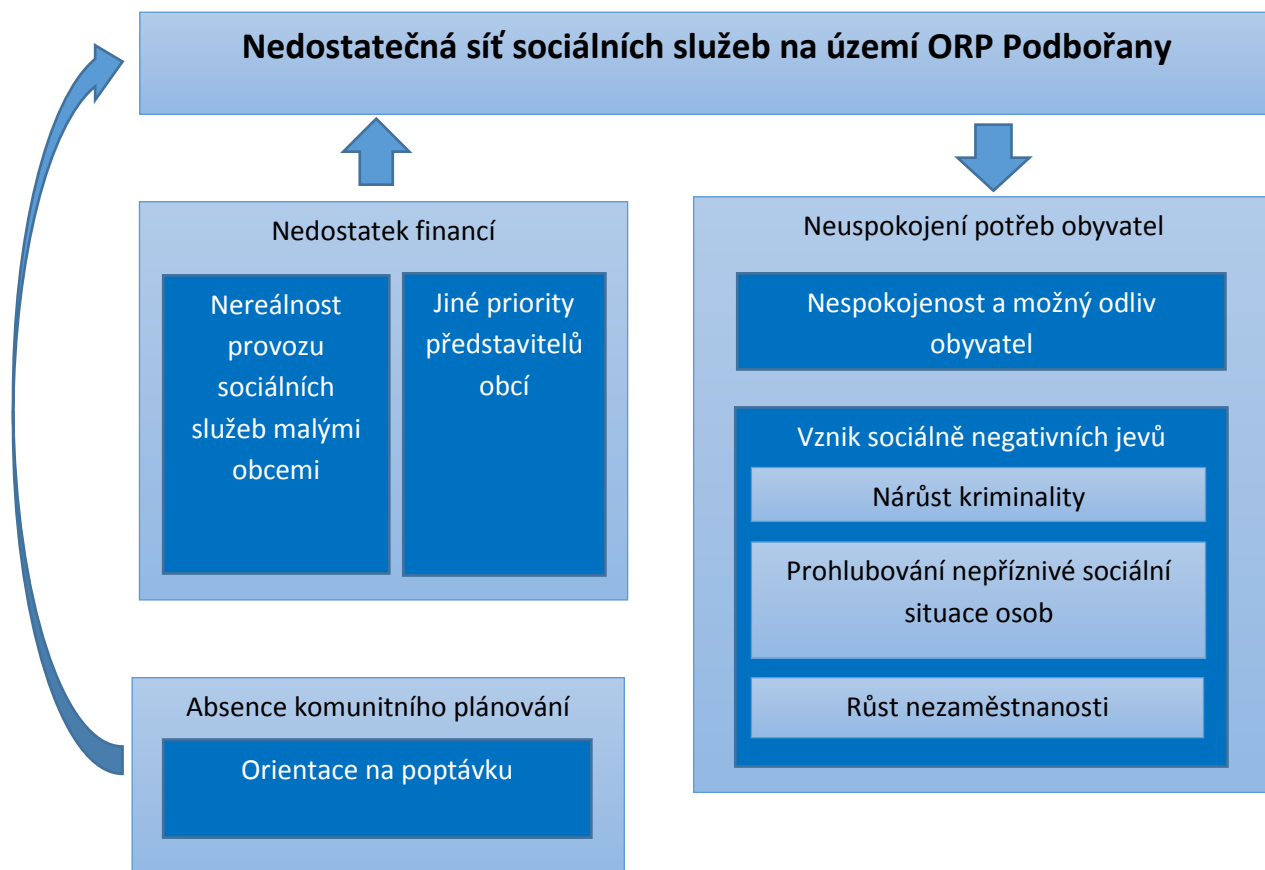 Nedostatečná síť sociálních služeb na území ORP Podbořany
Nedostatek financí
Nereálnost
provozu
sociálních
služeb malými
obcemi
Jiné priority
představitelů
obcí
Absence komunitního plánování
Orientace na poptávku
Neuspokojení potřeb obyvatel
Nespokojenost a možný odliv
obyvatel
Vznik sociálně negativních jevů
Nárůst kriminality
Prohlubování nepříznivé sociální
situace osob
Růst nezaměstnanosti